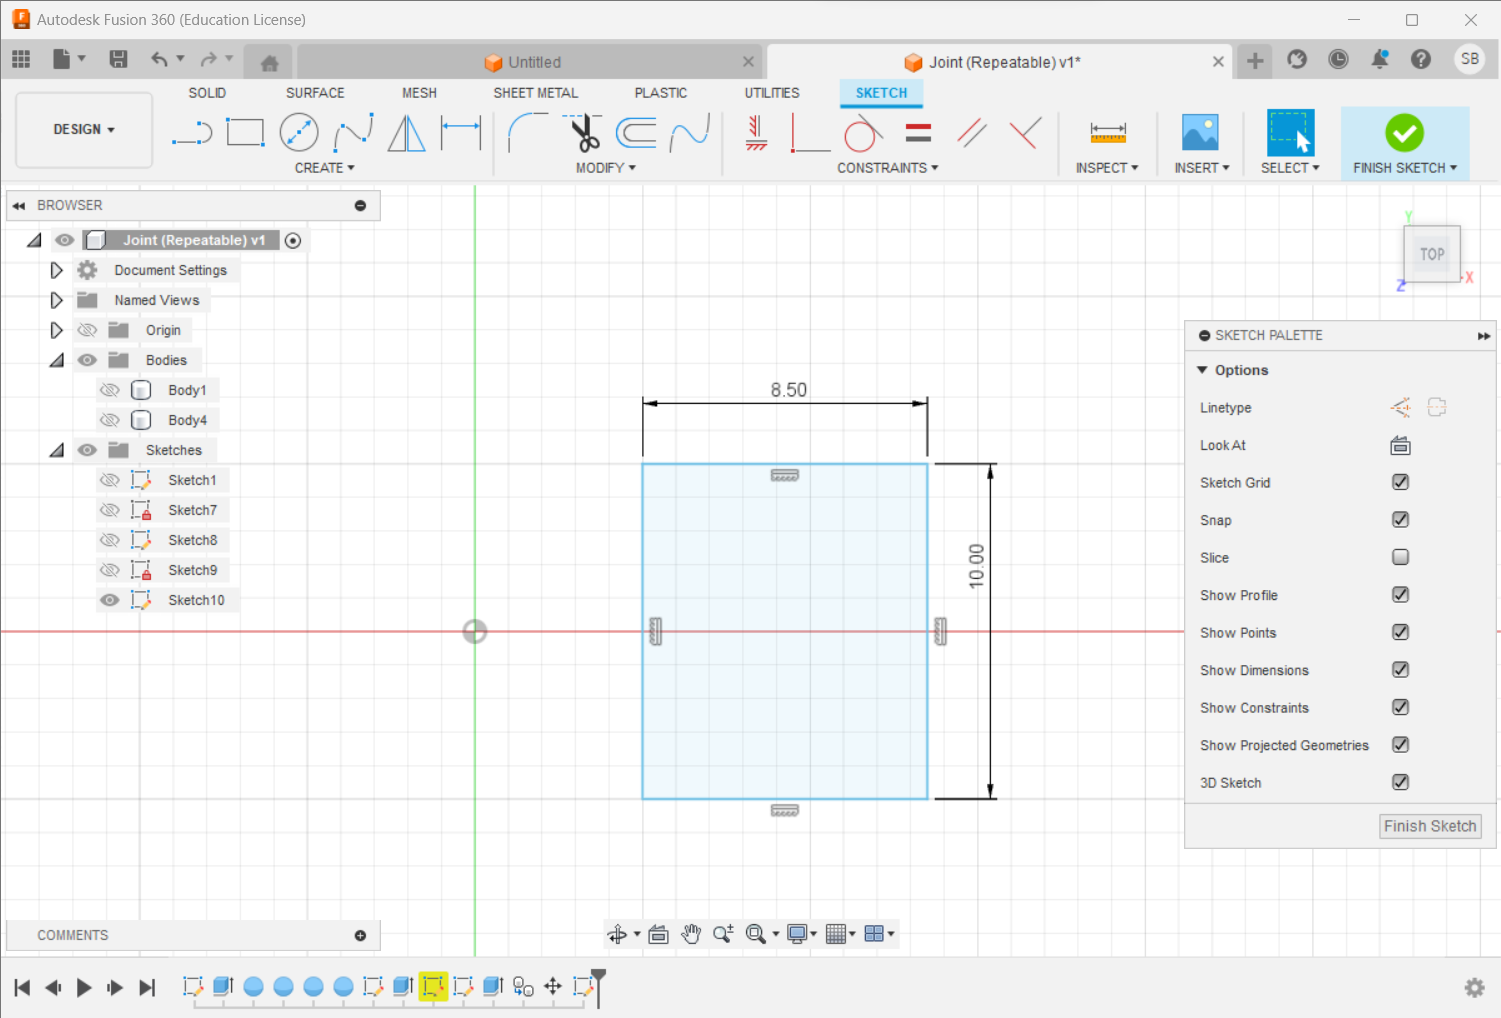 Autodesk Fusion 360 (Education License)
Untitled
Joint (Repeatable) v1*
SB
DESIGN
SOLID
SURFACE
MESH
SHEET METAL
PLASTIC
UTILITIES
SKETCH
CREATE
MODIFY
CONSTRAINTS
INSPECT
INSERT
SELECT
FINISH SKETCH
BROWSER
Joint (Repeatable) v1
Document Settings
Named Views
Origin
Bodies
Body1
Body4
Sketches
Sketch1
Sketch7
Sketch8
Sketch9
Sketch10
8.50
10.00
Y
TOP
X
Z
SKETCH PALETTE
Options
Linetype
Look At
Sketch Grid
Snap
Slice
Show Profile
Show Points
Show Dimensions
Show Constraints
Show Projected Geometries
3D Sketch
Finish Sketch
COMMENTS